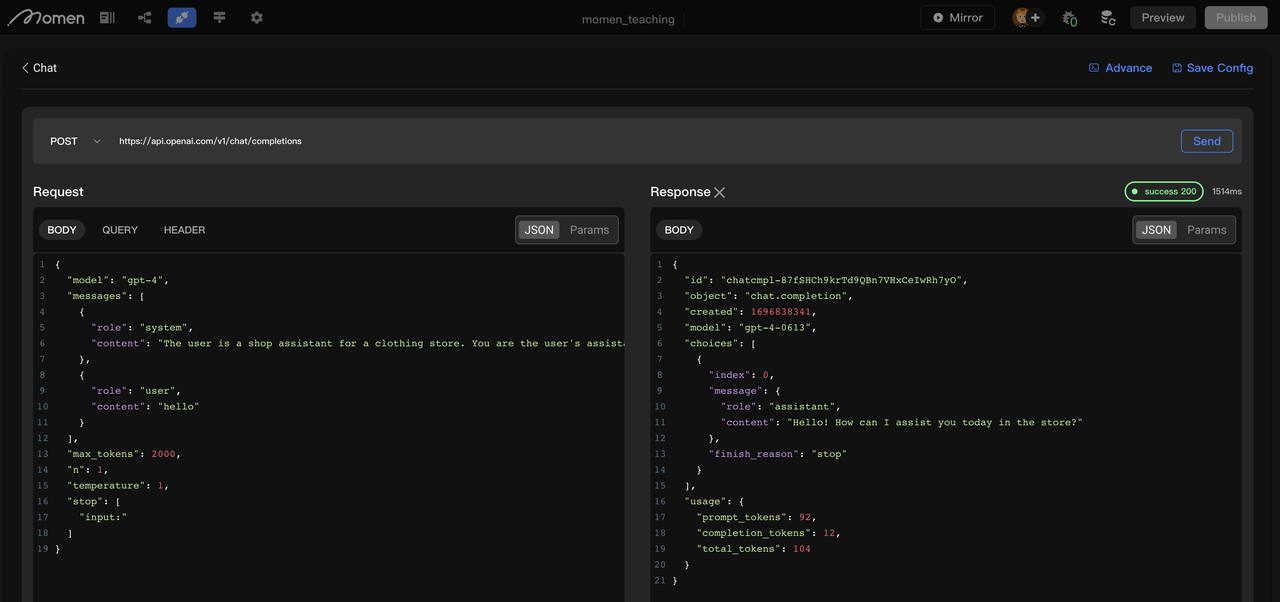 Momen
momen_teaching
Mirror
0
Preview
Publish
Chat
Advance
Save Config
POST
https://api.openai.com/v1/chat/completions
Send
Request
BODY
QUERY
HEADER
JSON
Params
1 {
2 "model": "gpt-4",
3 "messages": [
4 {
5 "role": "system",
6 "content": "The user is a shop assistant for a clothing store. You are the user's assist
7 },
8 {
9 "role": "user",
10 "content": "hello"
11 }
12 ],
13 "max_tokens": 2000,
14 "n": 1,
15 "temperature": 1,
16 "stop": [
17 "input:"
18 ]
19 }
Response
success 200
1514ms
BODY
JSON
Params
1 {
2 "id": "chatcmpl-87fSHCh9krTd9QBn7VHxCeIwRh7yO",
3 "object": "chat.completion",
4 "created": 1696838341,
5 "model": "gpt-4-0613",
6 "choices": [
7 {
8 "index": 0,
9 "message": {
10 "role": "assistant",
11 "content": "Hello! How can I assist you today in the store?"
12 },
13 "finish_reason": "stop"
14 }
15 ],
16 "usage": {
17 "prompt_tokens": 92,
18 "completion_tokens": 12,
19 "total_tokens": 104
20 }
21 }